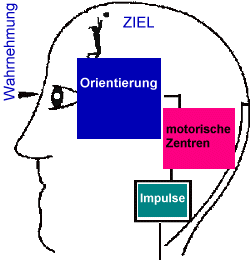 ZIEL
Wahrnehmung
Orientierung
motorische
Zentren
Impulse